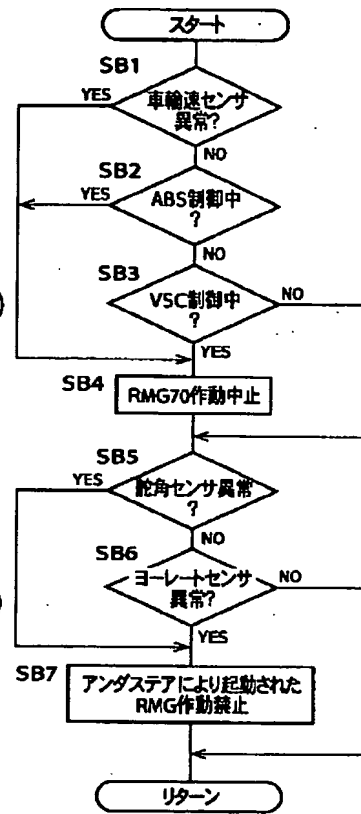 スタート
SB1
YES
車輪速センサ
異常?
NO
SB2
YES
ABS制御中
?
NO
SB3
VSC制御中
?
NO
YES
SB4
RMG70作動中止
SB5
YES
舵角センサ異常
?
NO
SB6
ヨーレートセンサ
異常?
NO
YES
SB7
アンダステアにより起動された
RMG作動禁止
リターン